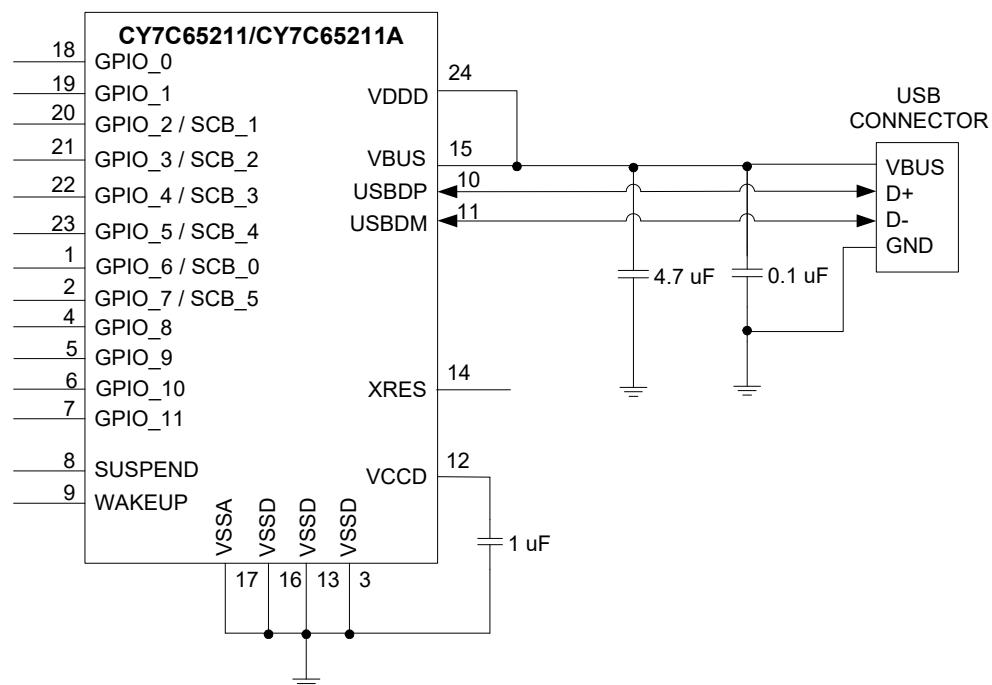 CY7C65211/CY7C65211A
18
GPIO_0
19
GPIO_1
20
GPIO_2 / SCB_1
21
GPIO_3 / SCB_2
22
GPIO_4 / SCB_3
23
GPIO_5 / SCB_4
1
GPIO_6 / SCB_0
2
GPIO_7 / SCB_5
4
GPIO_8
5
GPIO_9
6
GPIO_10
7
GPIO_11
8
SUSPEND
9
WAKEUP
24
VDDD
15
VBUS
10
USBDP
11
USBDM
14
XRES
12
VCCD
VSSA
VSSD
VSSD
VSSD
17
16
13
3
1 uF
4.7 uF
0.1 uF
USB
CONNECTOR
VBUS
D+
D-
GND